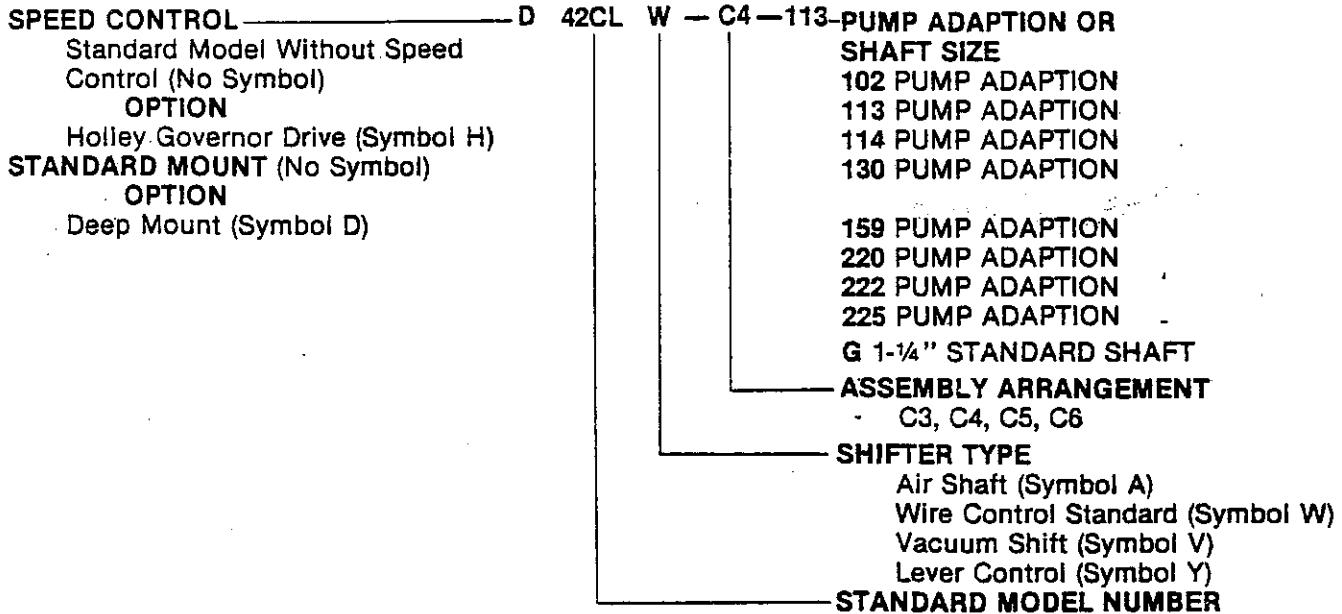 SPEED CONTROL D 42CL W - C4-113-PUMP ADAPTION OR
Standard Model Without Speed
Control (No Symbol)
OPTION
Holley Governor Drive (Symbol H)
STANDARD MOUNT (No Symbol)
OPTION
Deep Mount (Symbol D)
SHAFT SIZE
102 PUMP ADAPTION
113 PUMP ADAPTION
114 PUMP ADAPTION
130 PUMP ADAPTION
159 PUMP ADAPTION
220 PUMP ADAPTION
222 PUMP ADAPTION
225 PUMP ADAPTION
G 1-¼" STANDARD SHAFT
ASSEMBLY ARRANGEMENT
C3, C4, C5, C6
SHIFTER TYPE
Air Shaft (Symbol A)
Wire Control Standard (Symbol W)
Vacuum Shift (Symbol V)
Lever Control (Symbol Y)
STANDARD MODEL NUMBER